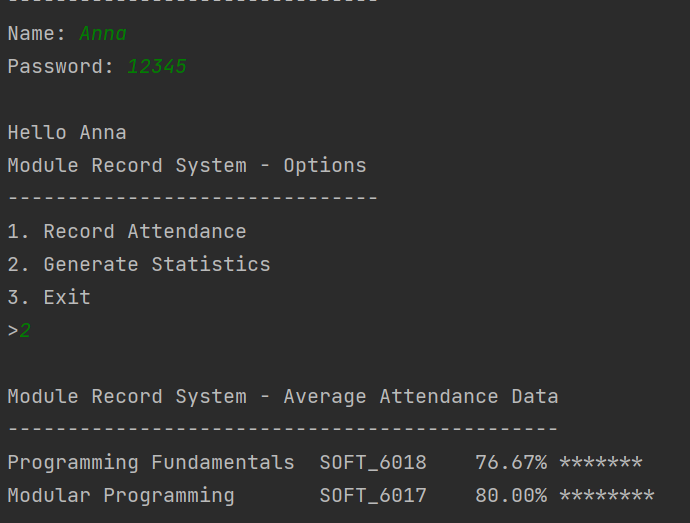 -------------------------------
Name: Anna
Password: 12345
Hello Anna
Module Record System - Options
-------------------------------
1. Record Attendance
2. Generate Statistics
3. Exit
>2
Module Record System - Average Attendance Data
----------------------------------------------
Programming Fundamentals  SOFT_6018    76.67% *******
Modular Programming       SOFT_6017    80.00% ********